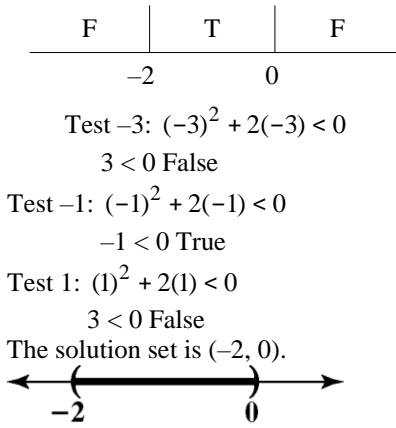 F T F
–2 0
Test –3: (−3)² + 2(−3) < 0
3 < 0 False
Test –1: (−1)² + 2(−1) < 0
–1 < 0 True
Test 1: (1)² + 2(1) < 0
3 < 0 False
The solution set is (–2, 0).
−2 0